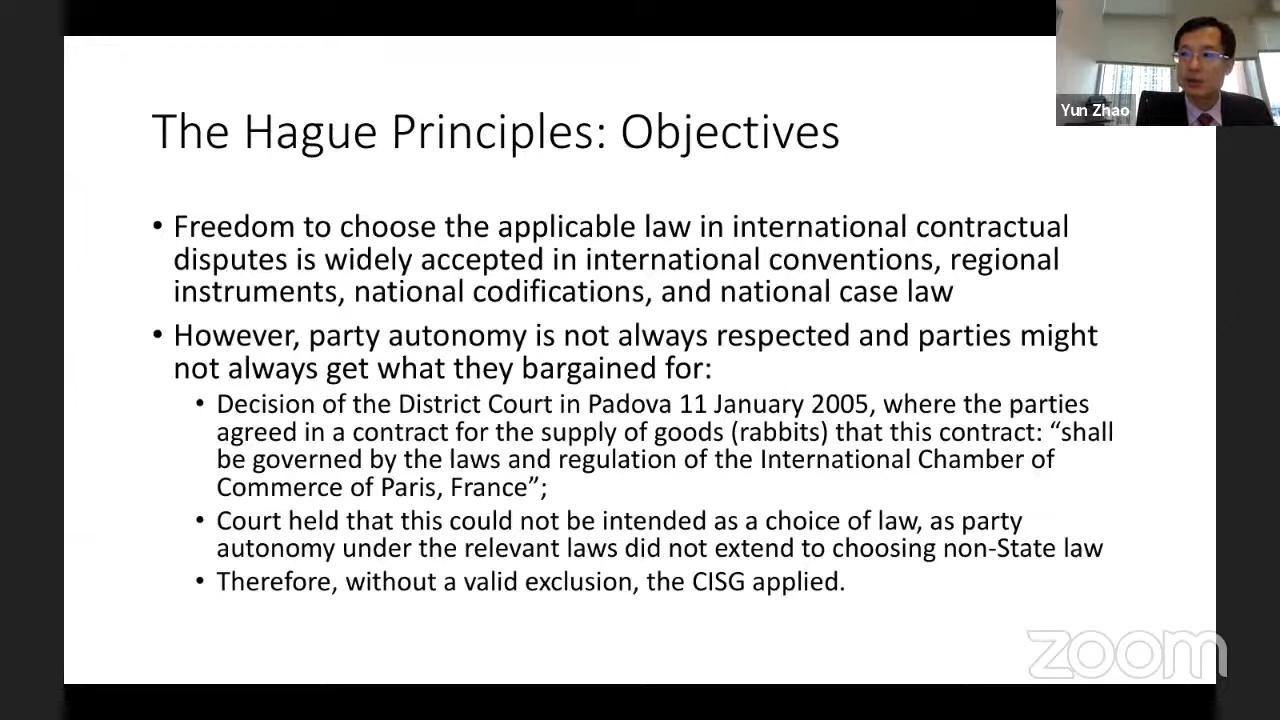 Yun Zhao
The Hague Principles: Objectives
• Freedom to choose the applicable law in international contractual
disputes is widely accepted in international conventions, regional
instruments, national codifications, and national case law
• However, party autonomy is not always respected and parties might
not always get what they bargained for:
• Decision of the District Court in Padova 11 January 2005, where the parties
agreed in a contract for the supply of goods (rabbits) that this contract: “shall
be governed by the laws and regulation of the International Chamber of
Commerce of Paris, France”;
• Court held that this could not be intended as a choice of law, as party
autonomy under the relevant laws did not extend to choosing non-State law
• Therefore, without a valid exclusion, the CISG applied.
zoom